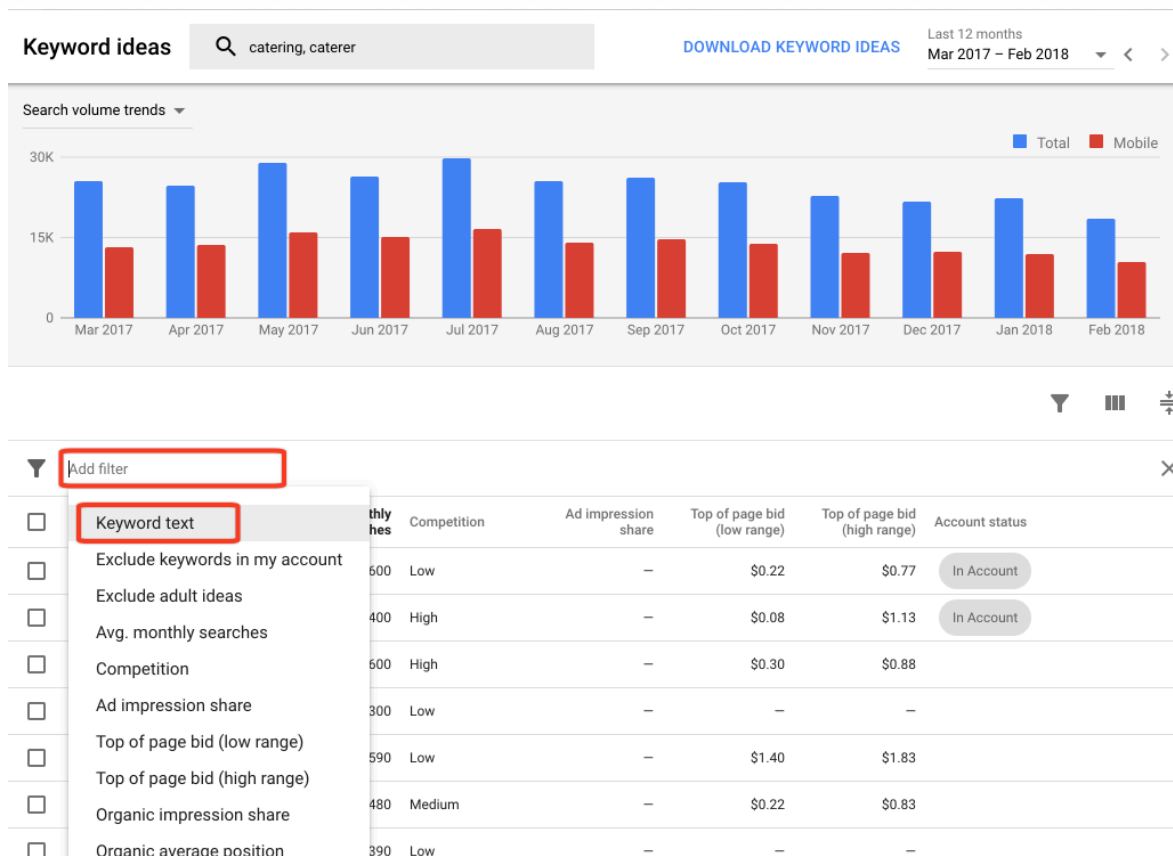 Keyword ideas
catering, caterer
DOWNLOAD KEYWORD IDEAS
Last 12 months
Mar 2017 – Feb 2018
Search volume trends
Total
Mobile
30K
15K
0
Mar 2017 Apr 2017 May 2017 Jun 2017 Jul 2017 Aug 2017 Sep 2017 Oct 2017 Nov 2017 Dec 2017 Jan 2018 Feb 2018
Add filter
Keyword text
Exclude keywords in my account
Exclude adult ideas
Avg. monthly searches
Competition
Ad impression share
Top of page bid (low range)
Top of page bid (high range)
Organic impression share
Organic average position
Competition
Ad impression share
Top of page bid (low range)
Top of page bid (high range)
Account status
600 Low – $0.22 $0.77 In Account
400 High – $0.08 $1.13 In Account
600 High – $0.30 $0.88
300 Low – – –
590 Low – $1.40 $1.83
480 Medium – $0.22 $0.83
390 Low – – –